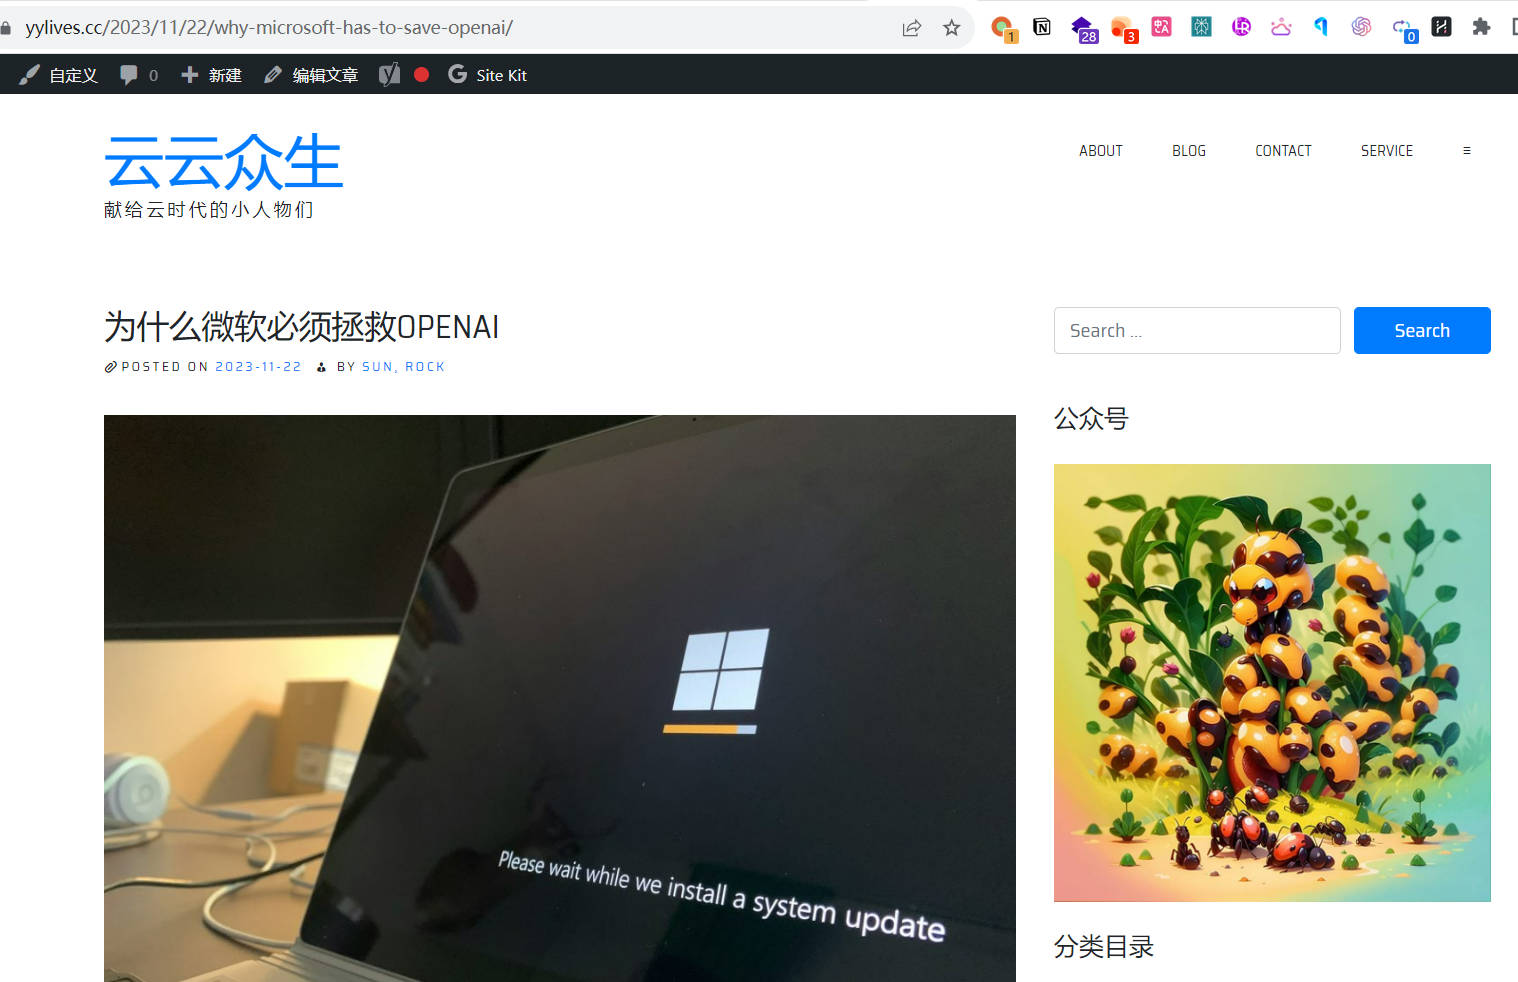 yylives.cc/2023/11/22/why-microsoft-has-to-save-openai/
1 28 3 中A CA LR 0
自定义 0 新建 编辑文章 Site Kit
云云众生
献给云时代的小人物们
ABOUT BLOG CONTACT SERVICE
为什么微软必须拯救OPENAI
POSTED ON 2023-11-22 BY SUN, ROCK
Search ...
Search
公众号
Please wait while we install a system update
分类目录